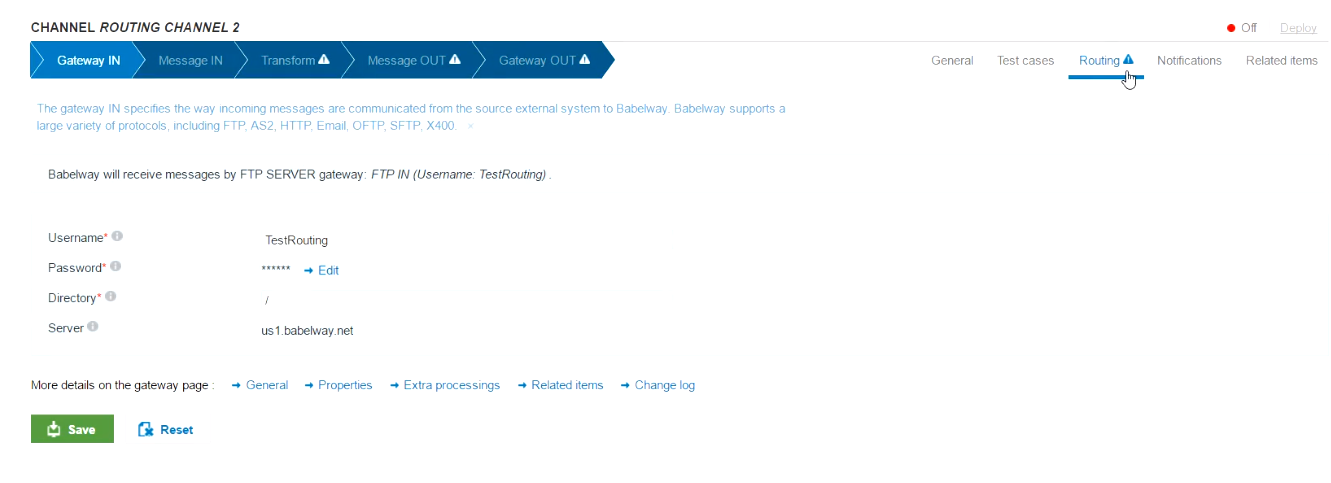 CHANNEL ROUTING CHANNEL 2
Off Deploy
Gateway IN Message IN Transform Message OUT Gateway OUT General Test cases Routing Notifications Related items
The gateway IN specifies the way incoming messages are communicated from the source external system to Babelway. Babelway supports a
large variety of protocols, including FTP, AS2, HTTP, Email, OFTP, SFTP, X400. ×
Babelway will receive messages by FTP SERVER gateway: FTP IN (Username: TestRouting) .
Username* TestRouting
Password* ****** → Edit
Directory* /
Server us1.babelway.net
More details on the gateway page : → General → Properties → Extra processings → Related items → Change log
Save Reset